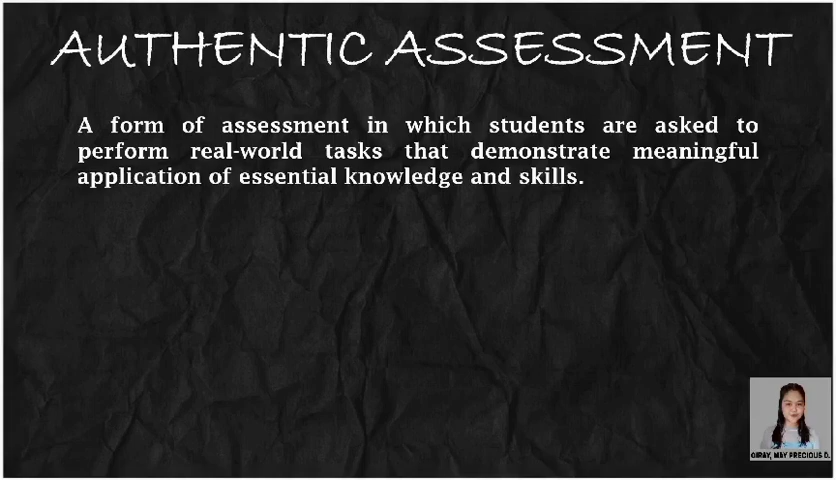 AUTHENTIC ASSESSMENT
A form of assessment in which students are asked to
perform real-world tasks that demonstrate meaningful
application of essential knowledge and skills.
GIRAY, MAY PRECIOUS D.